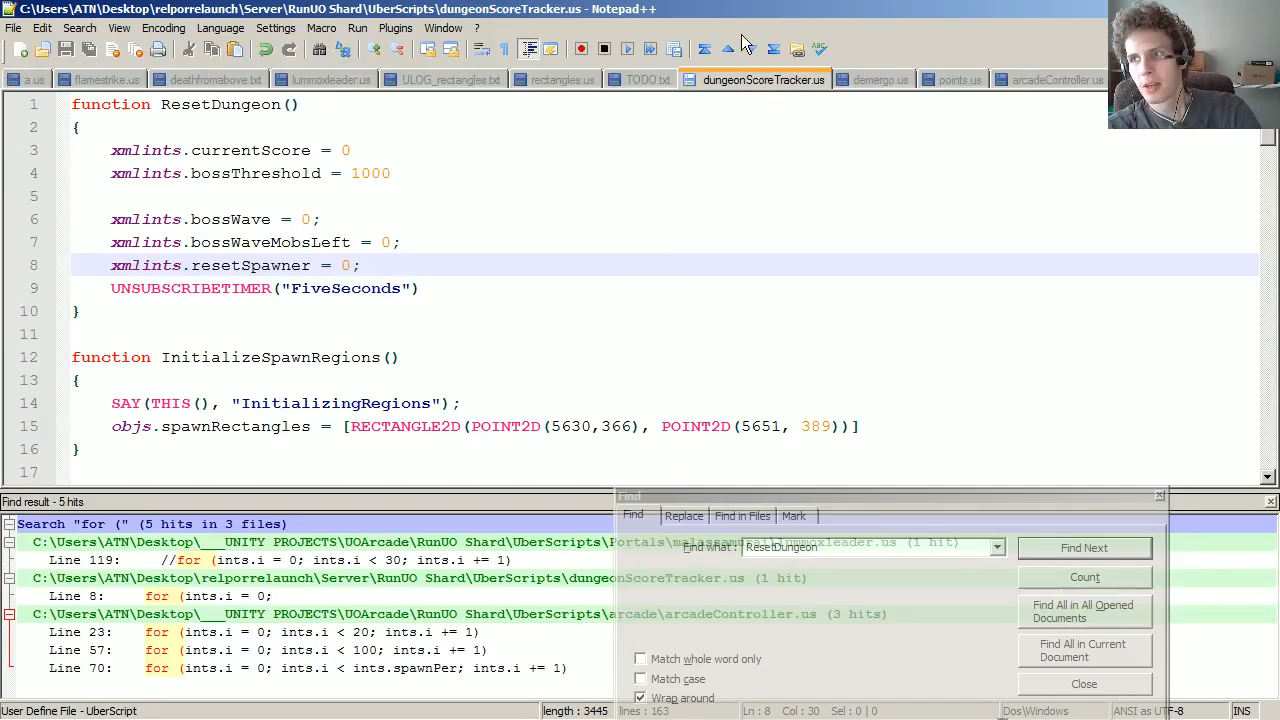 C:\Users\ATN\Desktop\relporrelaunch\Server\RunUO Shard\UberScripts\dungeonScoreTracker.us - Notepad++
File Edit Search View Encoding Language Settings Macro Run Plugins Window ?
a.us flamestrike.us deathfromabove.txt lummoxleader.us ULOG_rectangles.txt rectangles.us TODO.txt dungeonScoreTracker.us demergo.us points.us arcadeController.us
1 function ResetDungeon()
2 {
3 xmlints.currentScore = 0
4 xmlints.bossThreshold = 1000
5
6 xmlints.bossWave = 0;
7 xmlints.bossWaveMobsLeft = 0;
8 xmlints.resetSpawner = 0;
9 UNSUBSCRIBETIMER("FiveSeconds")
10 }
11
12 function InitializeSpawnRegions()
13 {
14 SAY(THIS(), "InitializingRegions");
15 objs.spawnRectangles = [RECTANGLE2D(POINT2D(5630,366), POINT2D(5651, 389))]
16 }
17
Find result - 5 hits
Search "for (" (5 hits in 3 files)
C:\Users\ATN\Desktop\___UNITY PROJECTS\UOArcade\RunUO Shard\UberScripts\Portals\ lummoxleader.us (1 hit)
Line 119: //for (ints.i = 0; ints.i < 30; ints.i += 1)
C:\Users\ATN\Desktop\relporrelaunch\Server\RunUO Shard\UberScripts\dungeonScoreTracker.us (1 hit)
Line 8: for (ints.i = 0;
C:\Users\ATN\Desktop\___UNITY PROJECTS\UOArcade\RunUO Shard\UberScripts\arcade\arcadeController.us (3 hits)
Line 23: for (ints.i = 0; ints.i < 20; ints.i += 1)
Line 57: for (ints.i = 0; ints.i < 100; ints.i += 1)
Line 70: for (ints.i = 0; ints.i < ints.spawnPer; ints.i += 1)
Find
Find Replace Find in Files Mark
Find what : ResetDungeon
Find Next
Count
Find All in All Opened Documents
Find All in Current Document
Close
Match whole word only
Match case
Wrap around
User Define File - UberScript length : 3445 lines : 163 Ln : 8 Col : 30 Sel : 0 | 0 Dos\Windows ANSI as UTF-8 INS